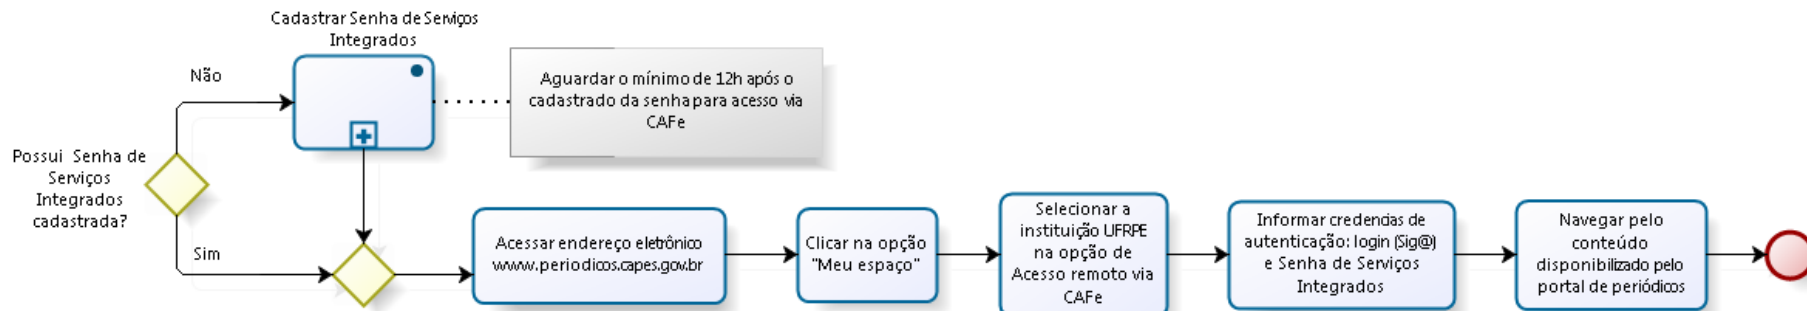 Cadastrar Senha de Serviços
Integrados
Não
Aguardar o mínimo de 12h após o
cadastrado da senha para acesso via
CAFe
Possui Senha de
Serviços
Integrados
cadastrada?
Sim
Acessar endereço eletrônico
www.periodicos.capes.gov.br
Clicar na opção
"Meu espaço"
Selecionar a
instituição UFRPE
na opção de
Acesso remoto via
CAFe
Informar credencias de
autenticação: login (Sig@)
e Senha de Serviços
Integrados
Navegar pelo
conteúdo
disponibilizado pelo
portal de periódicos